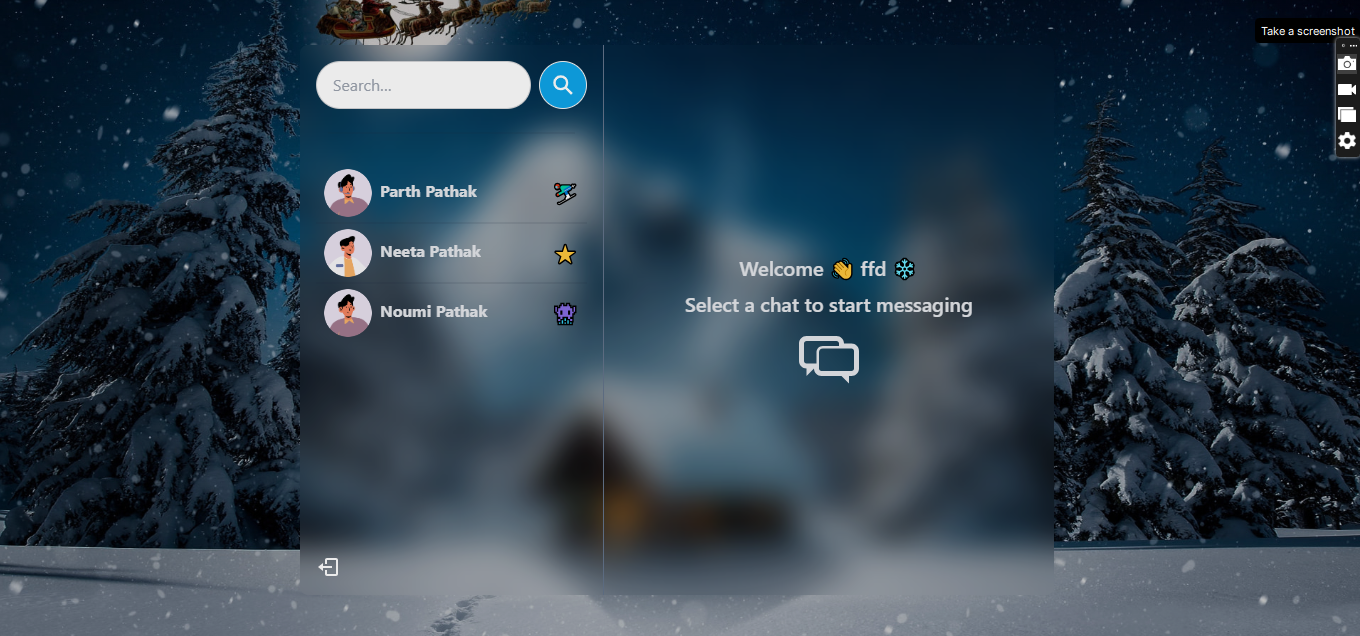 Take a screenshot
Search...
Parth Pathak
Neeta Pathak
Noumi Pathak
Welcome 👋 ffd ❄
Select a chat to start messaging